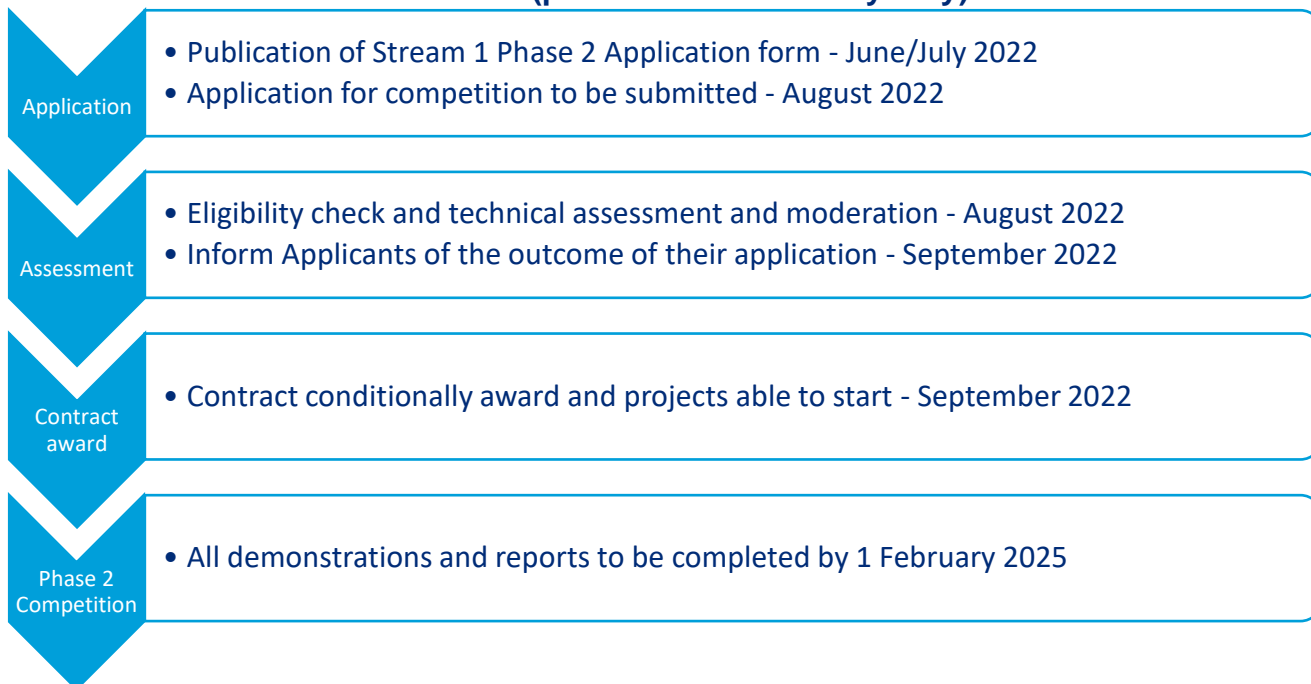 Application
• Publication of Stream 1 Phase 2 Application form - June/July 2022
• Application for competition to be submitted - August 2022
Assessment
• Eligibility check and technical assessment and moderation - August 2022
• Inform Applicants of the outcome of their application - September 2022
Contract
award
• Contract conditionally award and projects able to start - September 2022
Phase 2
Competition
• All demonstrations and reports to be completed by 1 February 2025